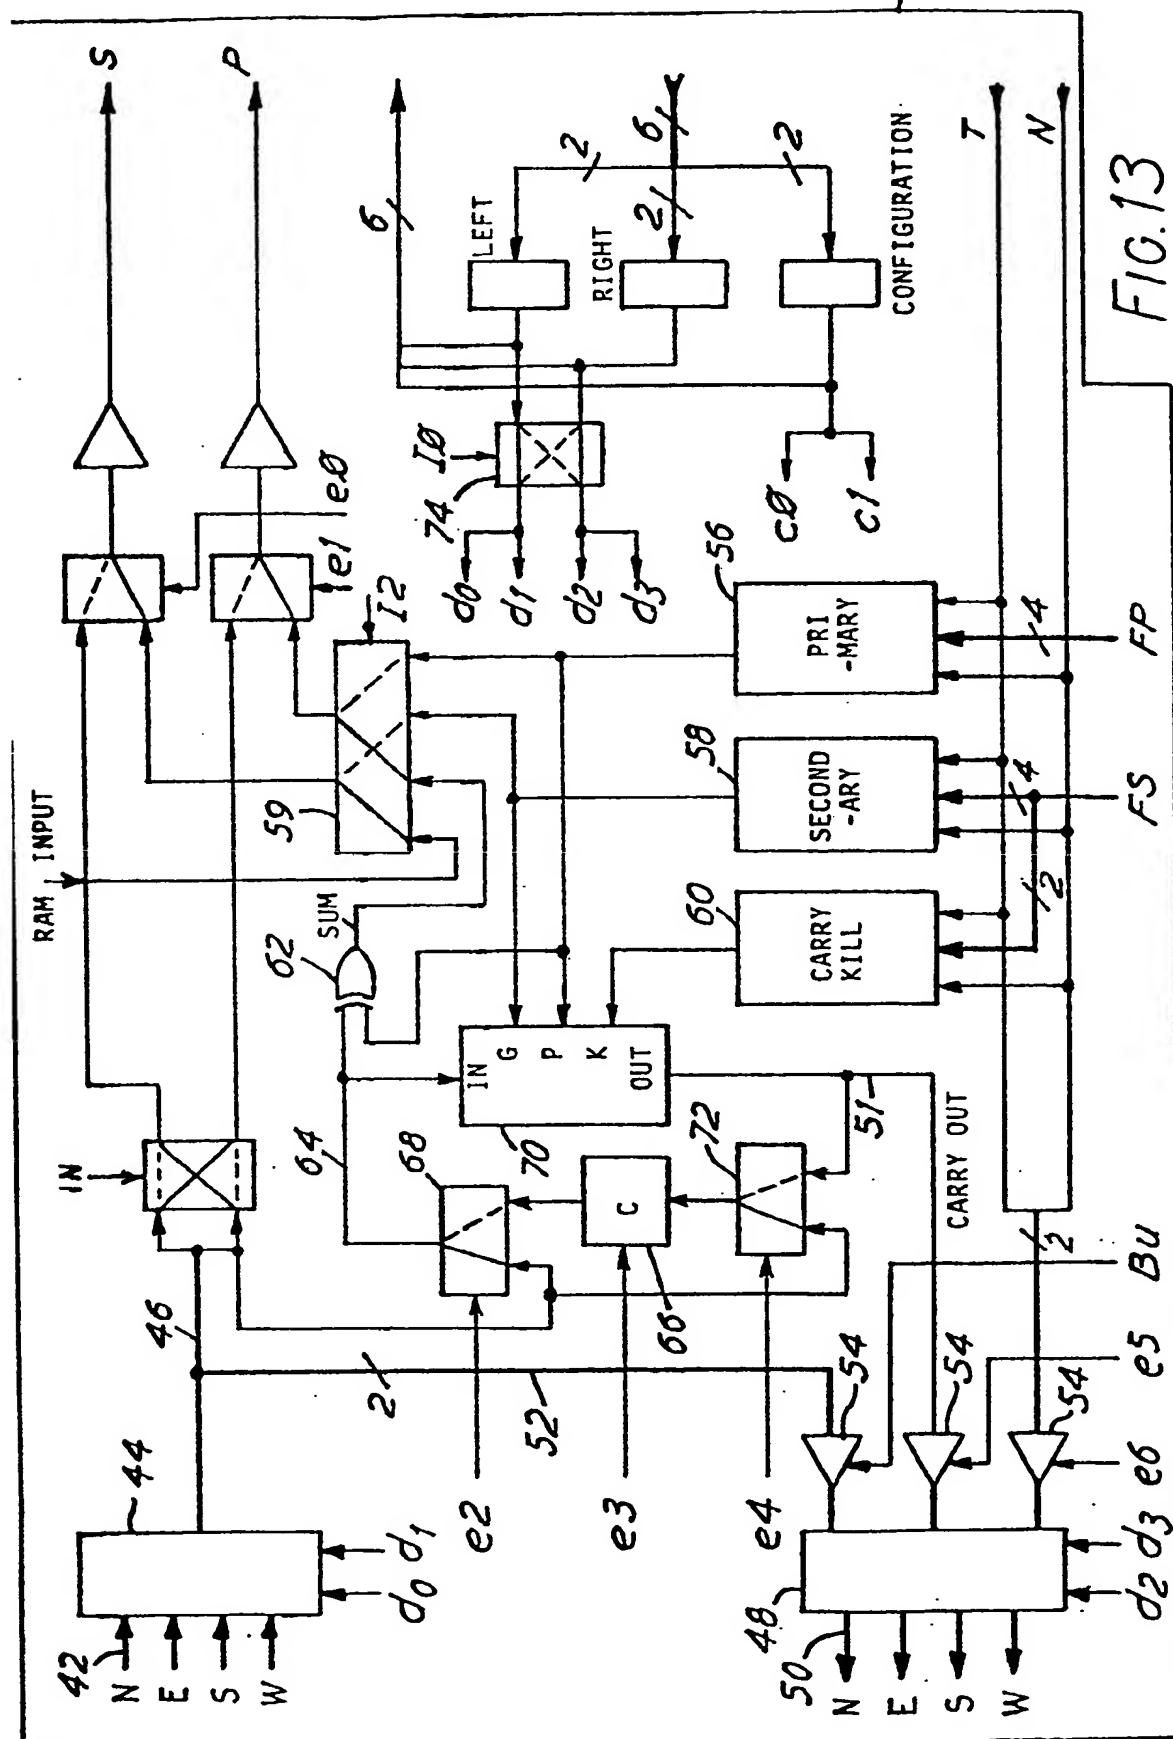 S
P
RAM INPUT
IN
e0
e1
I2
59
62
SUM
64
46
44
42
N
E
S
W
d0
d1
2
52
68
IN
G
P
K
OUT
70
C
66
72
51
CARRY OUT
e2
e3
e4
6
LEFT
2
6
RIGHT
2
2
CONFIGURATION
I0
74
d0
d1
d2
d3
c0
c1
56
PRI
-MARY
58
SECOND
-ARY
60
CARRY
KILL
4
4
2
FP
FS
T
N
2
54
54
54
Bu
e5
e6
48
50
N
E
S
W
d2
d3
FIG. 13